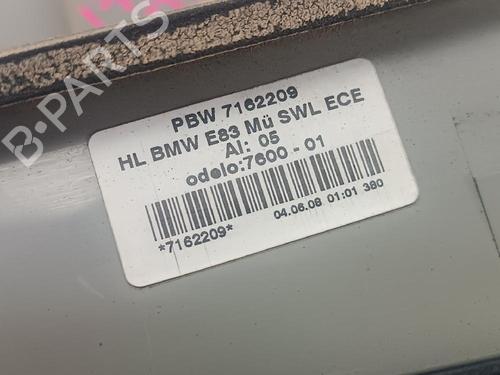 B-PARTS
PBW 7162209
HL BMW E83 Mü SWL ECE
AI: 05
odelo:7600 - 01
*7162209*
04.06.08 01:01 380